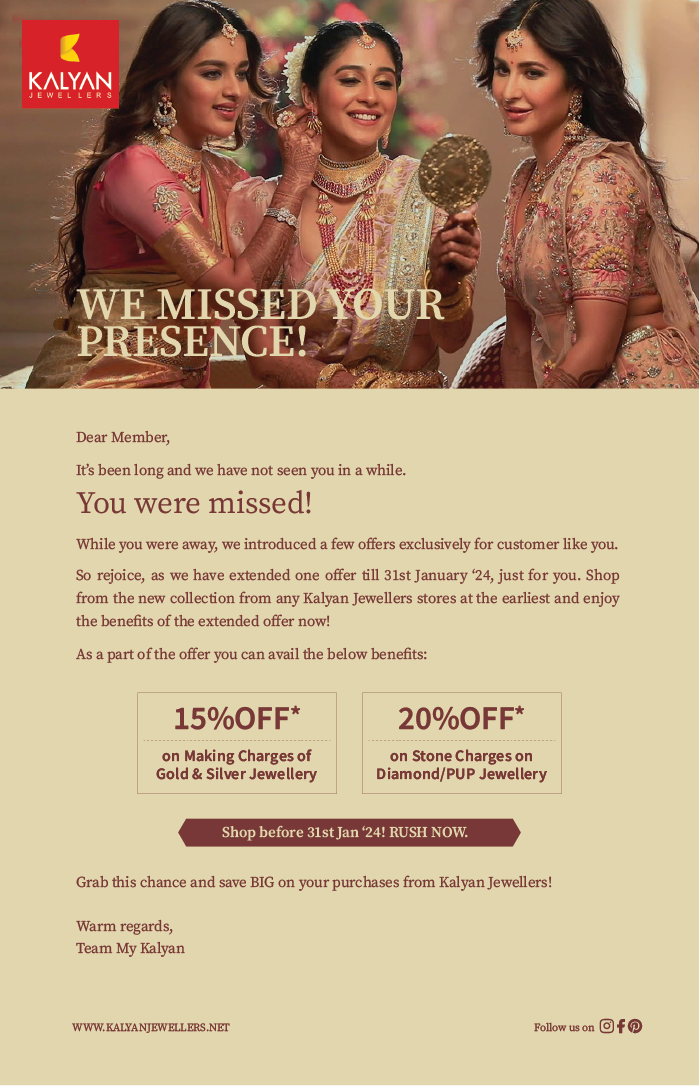 KALYAN
JEWELLERS
WE MISSED YOUR
PRESENCE!
Dear Member,
It’s been long and we have not seen you in a while.
You were missed!
While you were away, we introduced a few offers exclusively for customer like you.
So rejoice, as we have extended one offer till 31st January ‘24, just for you. Shop
from the new collection from any Kalyan Jewellers stores at the earliest and enjoy
the benefits of the extended offer now!
As a part of the offer you can avail the below benefits:
15%OFF*
on Making Charges of
Gold & Silver Jewellery
20%OFF*
on Stone Charges on
Diamond/PUP Jewellery
Shop before 31st Jan ‘24! RUSH NOW.
Grab this chance and save BIG on your purchases from Kalyan Jewellers!
Warm regards,
Team My Kalyan
WWW.KALYANJEWELLERS.NET
Follow us on